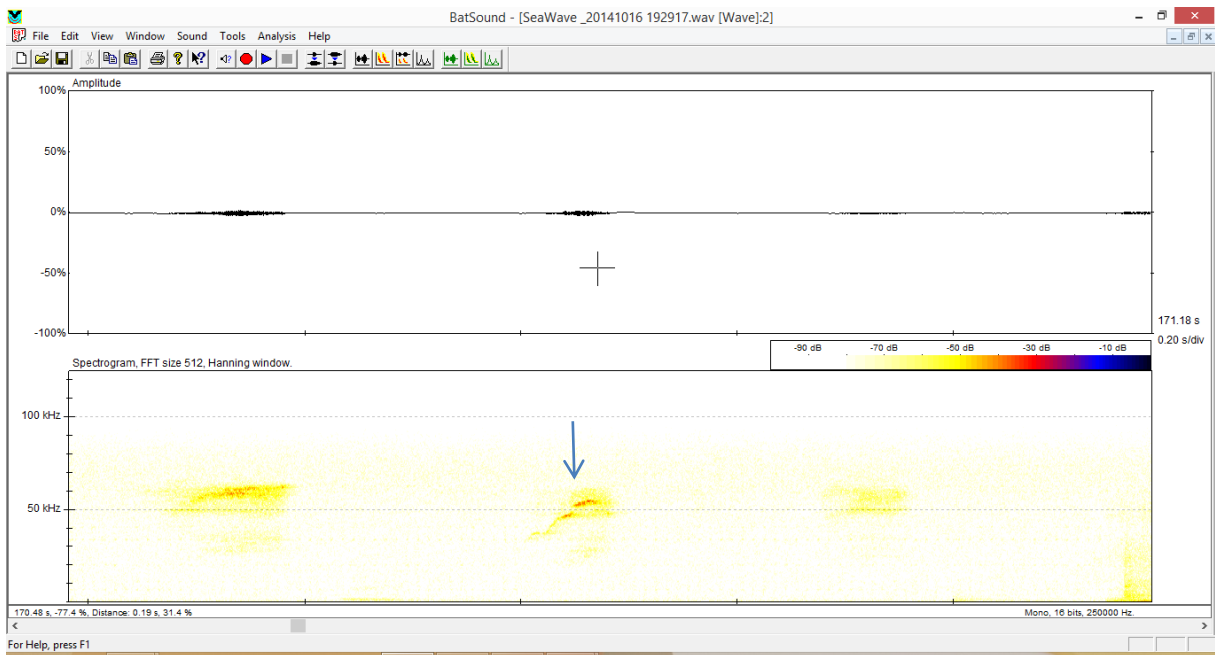 BatSound - [SeaWave _20141016 192917.wav [Wave]:2]
File Edit View Window Sound Tools Analysis Help
Amplitude
100%
50%
0%
-50%
-100%
171.18 s
0.20 s/div
-90 dB -70 dB -50 dB -30 dB -10 dB
Spectrogram, FFT size 512, Hanning window.
100 kHz
50 kHz
170.48 s, -77.4 %, Distance: 0.19 s, 31.4 % Mono, 16 bits, 250000 Hz.
For Help, press F1